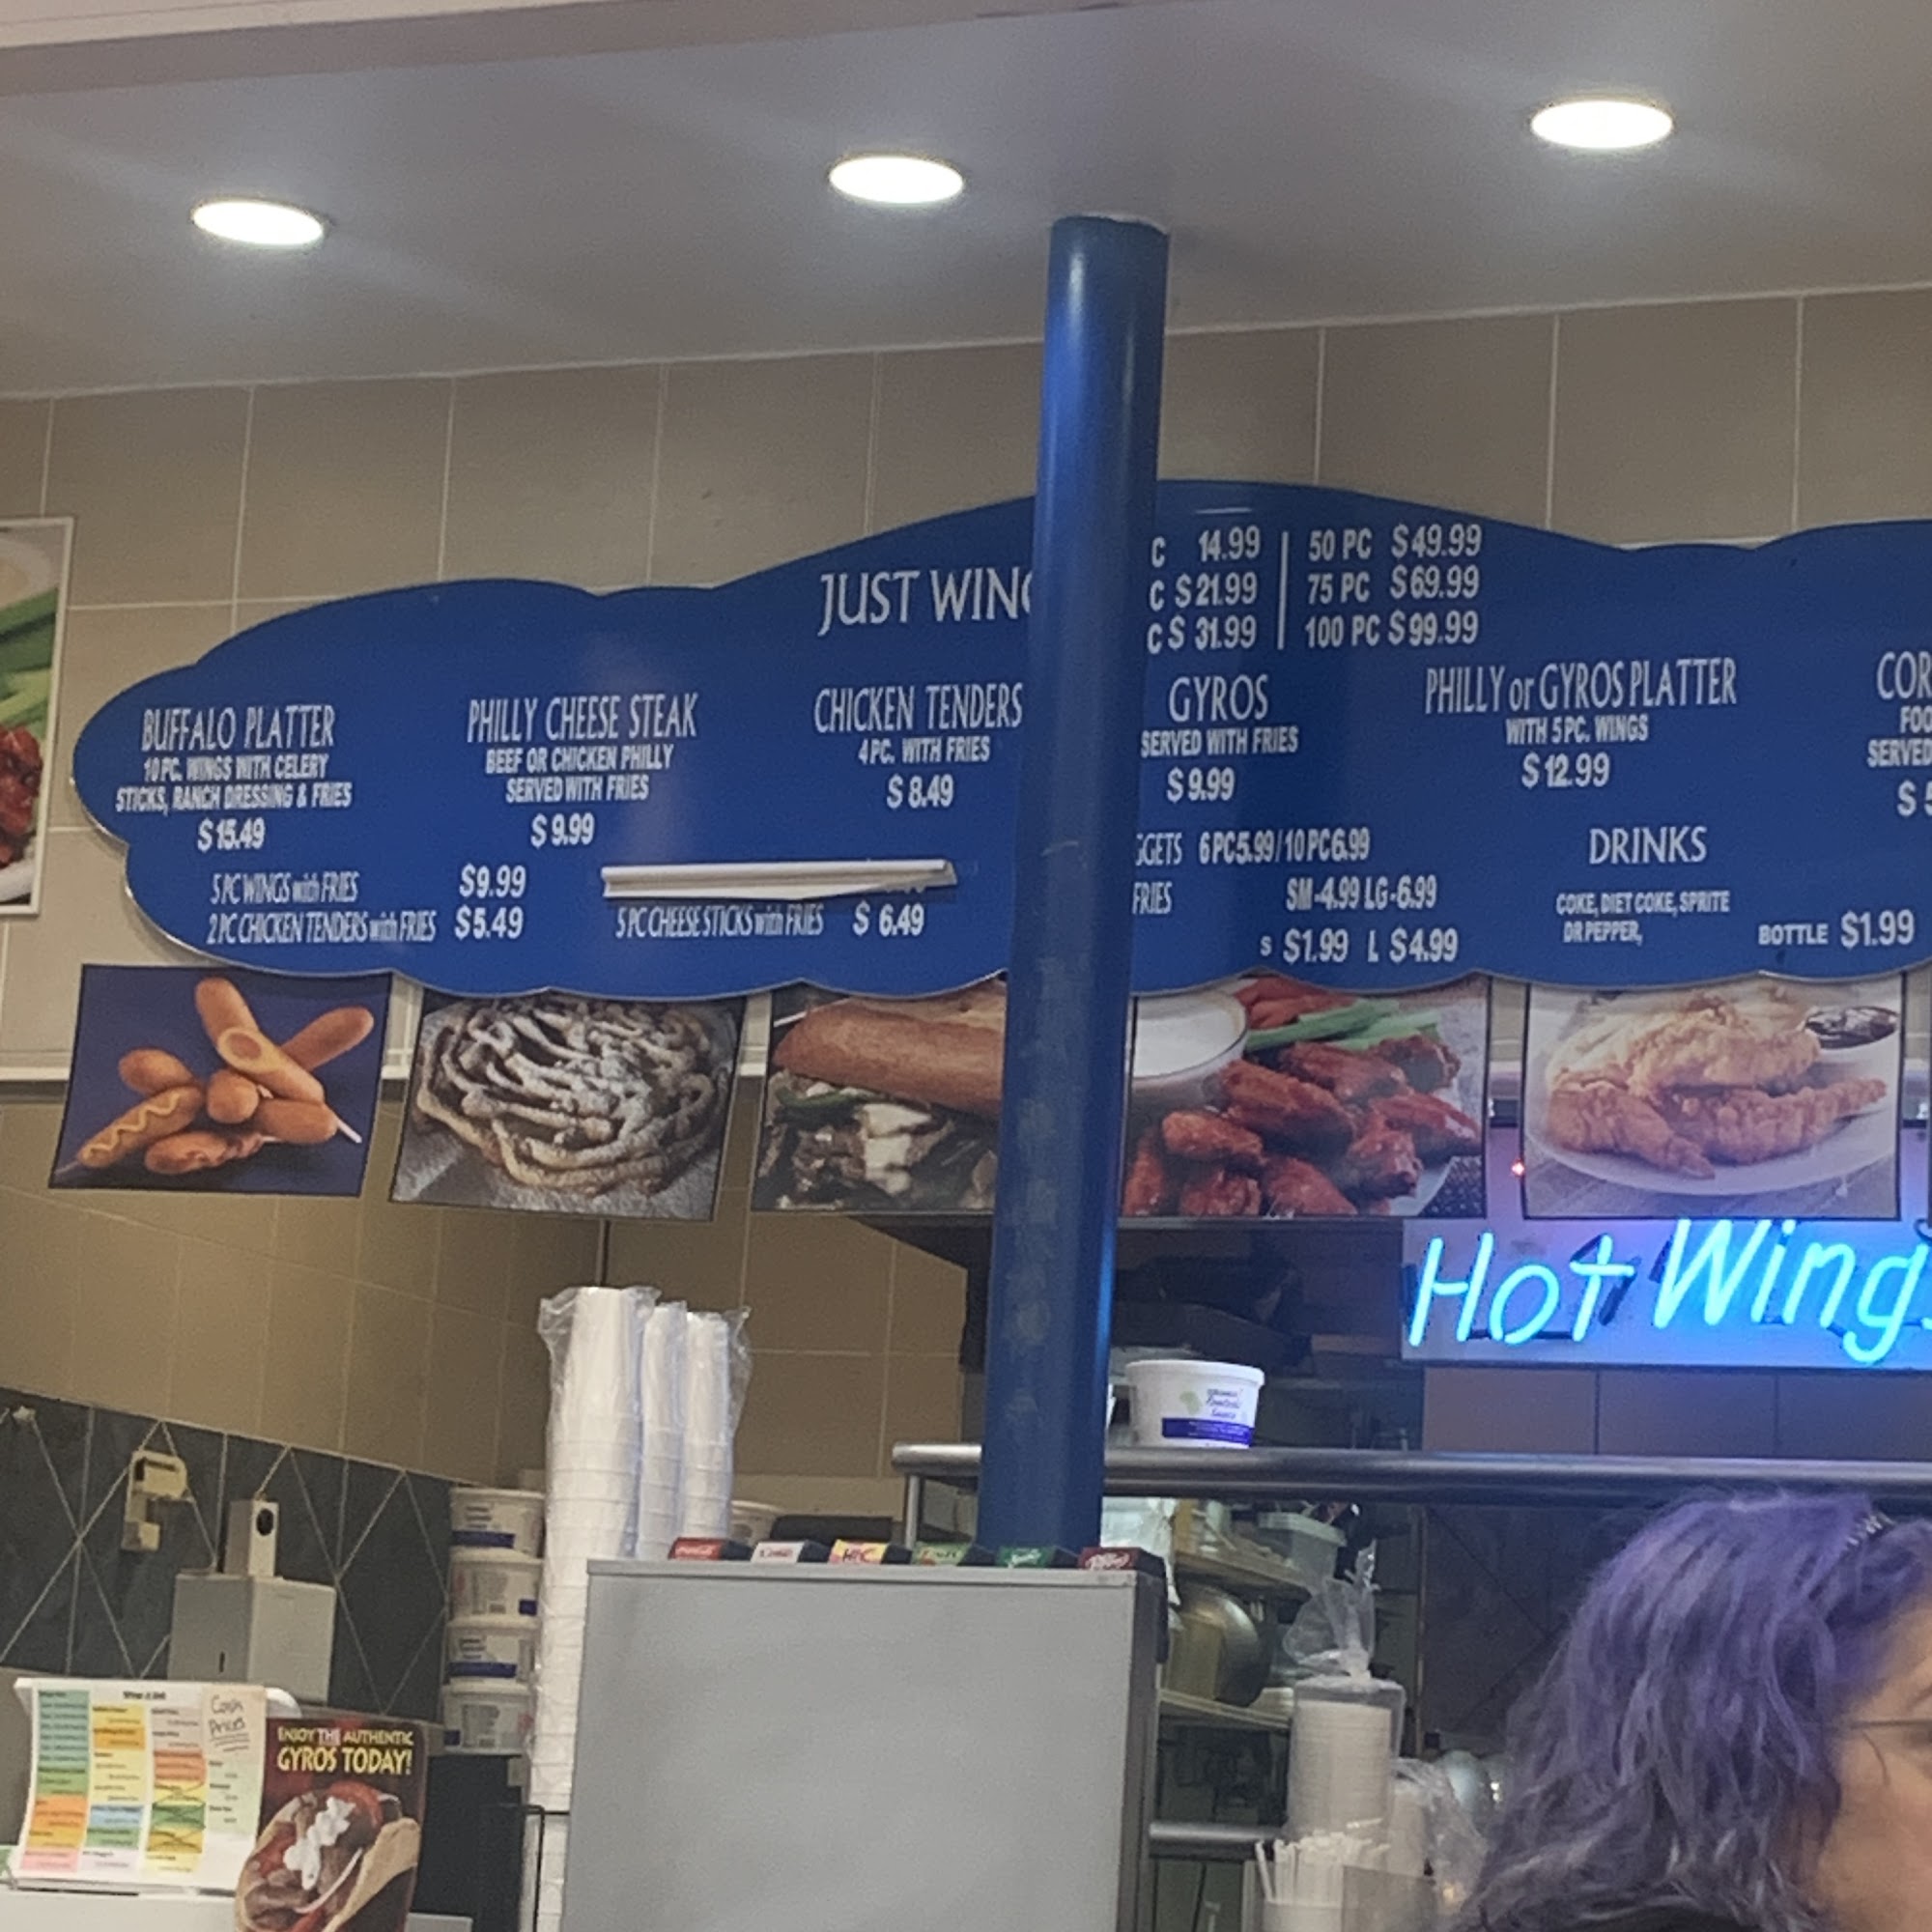 JUST
C 14.99
C $21.99
C $ 31.99
50 PC $49.99
75 PC $69.99
100 PC $99.99
BUFFALO PLATTER
10 PC. WINGS WITH CELERY
STICKS, RANCH DRESSING & FRIES
$15.49
PHILLY CHEESE STEAK
BEEF OR CHICKEN PHILLY
SERVED WITH FRIES
$9.99
CHICKEN TENDERS
4 PC. WITH FRIES
$8.49
GYROS
SERVED WITH FRIES
$9.99
PHILLY or GYROS PLATTER
WITH 5 PC. WINGS
$12.99
SERVED
5 PC WINGS with FRIES $9.99
2 PC CHICKEN TENDERS with FRIES $5.49
5 PC CHEESE STICKS with FRIES $ 6.49
6 PC 5.99/10 PC 6.99
FRIES SM-4.99 LG-6.99
S $1.99 L $4.99
DRINKS
COKE, DIET COKE, SPRITE
DR PEPPER,
BOTTLE $1.99
Hot Wings
Cash
Prices
ENJOY THE AUTHENTIC
GYROS TODAY!